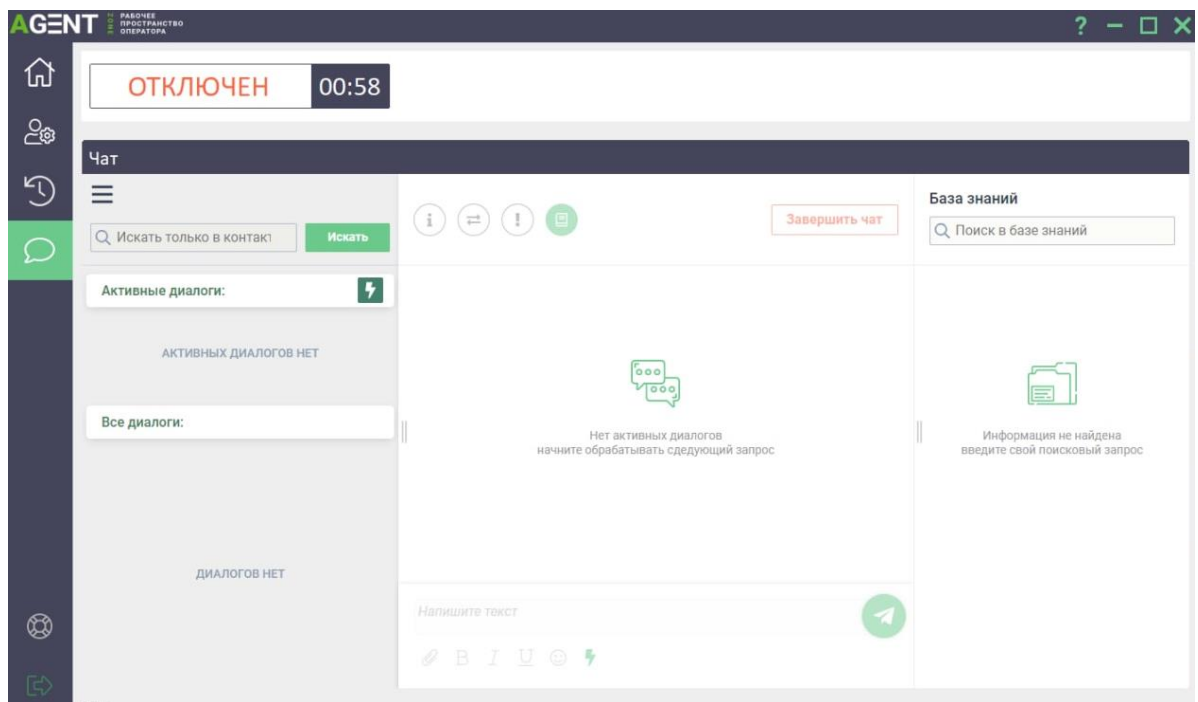 AGENT
ZONE
РАБОЧЕЕ
ПРОСТРАНСТВО
ОПЕРАТОРА
?
ОТКЛЮЧЕН 00:58
Чат
Искать только в контакт
Искать
Завершить чат
База знаний
Поиск в базе знаний
Активные диалоги:
АКТИВНЫХ ДИАЛОГОВ НЕТ
Все диалоги:
ДИАЛОГОВ НЕТ
Нет активных диалогов
начните обрабатывать сдедующий запрос
Информация не найдена
введите свой поисковый запрос
Напишите текст
B I U